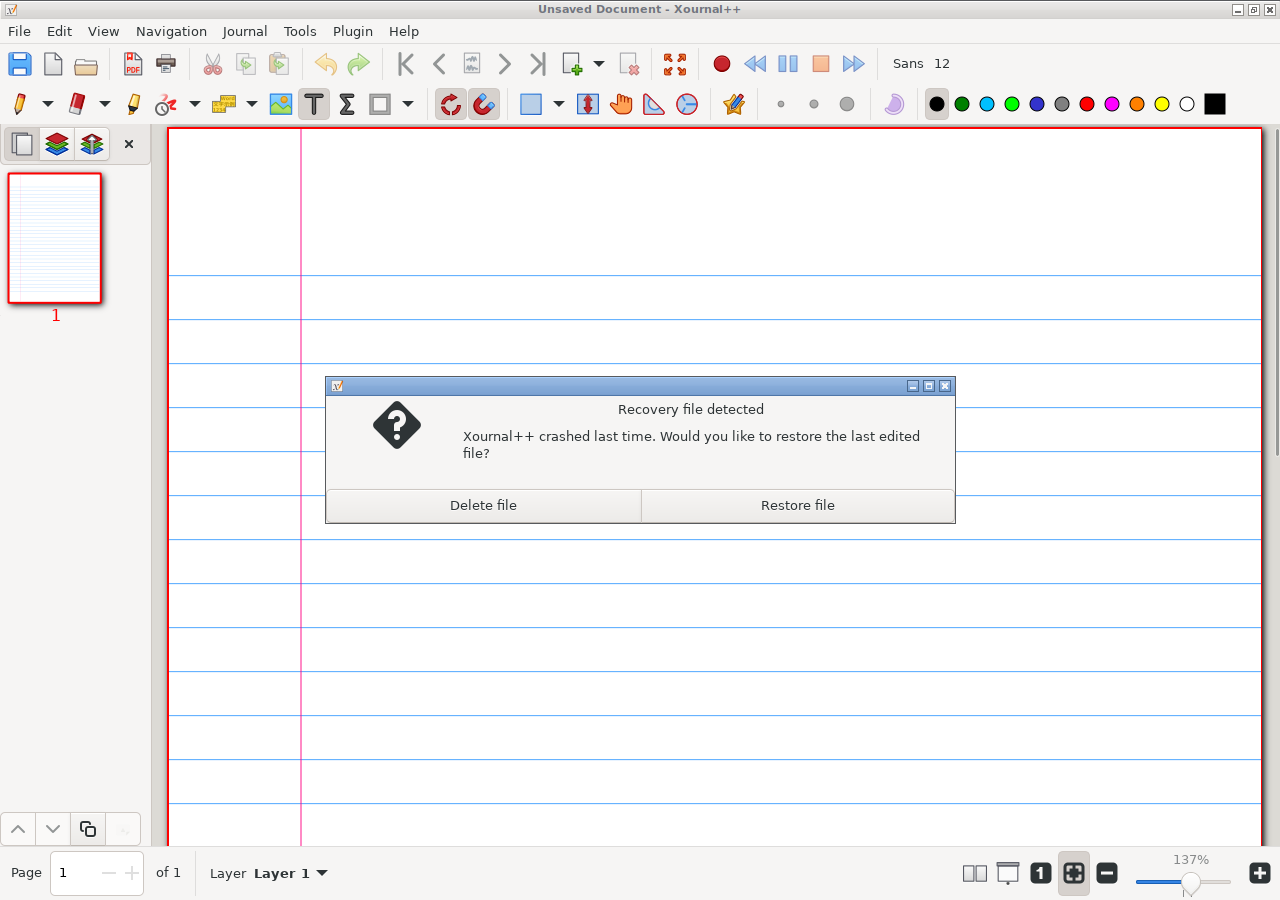 Unsaved Document - Xournal++
File Edit View Navigation Journal Tools Plugin Help
PDF
Sans 12
1
Recovery file detected
Xournal++ crashed last time. Would you like to restore the last edited
file?
Delete file Restore file
Page 1 of 1 Layer Layer 1
1
137%